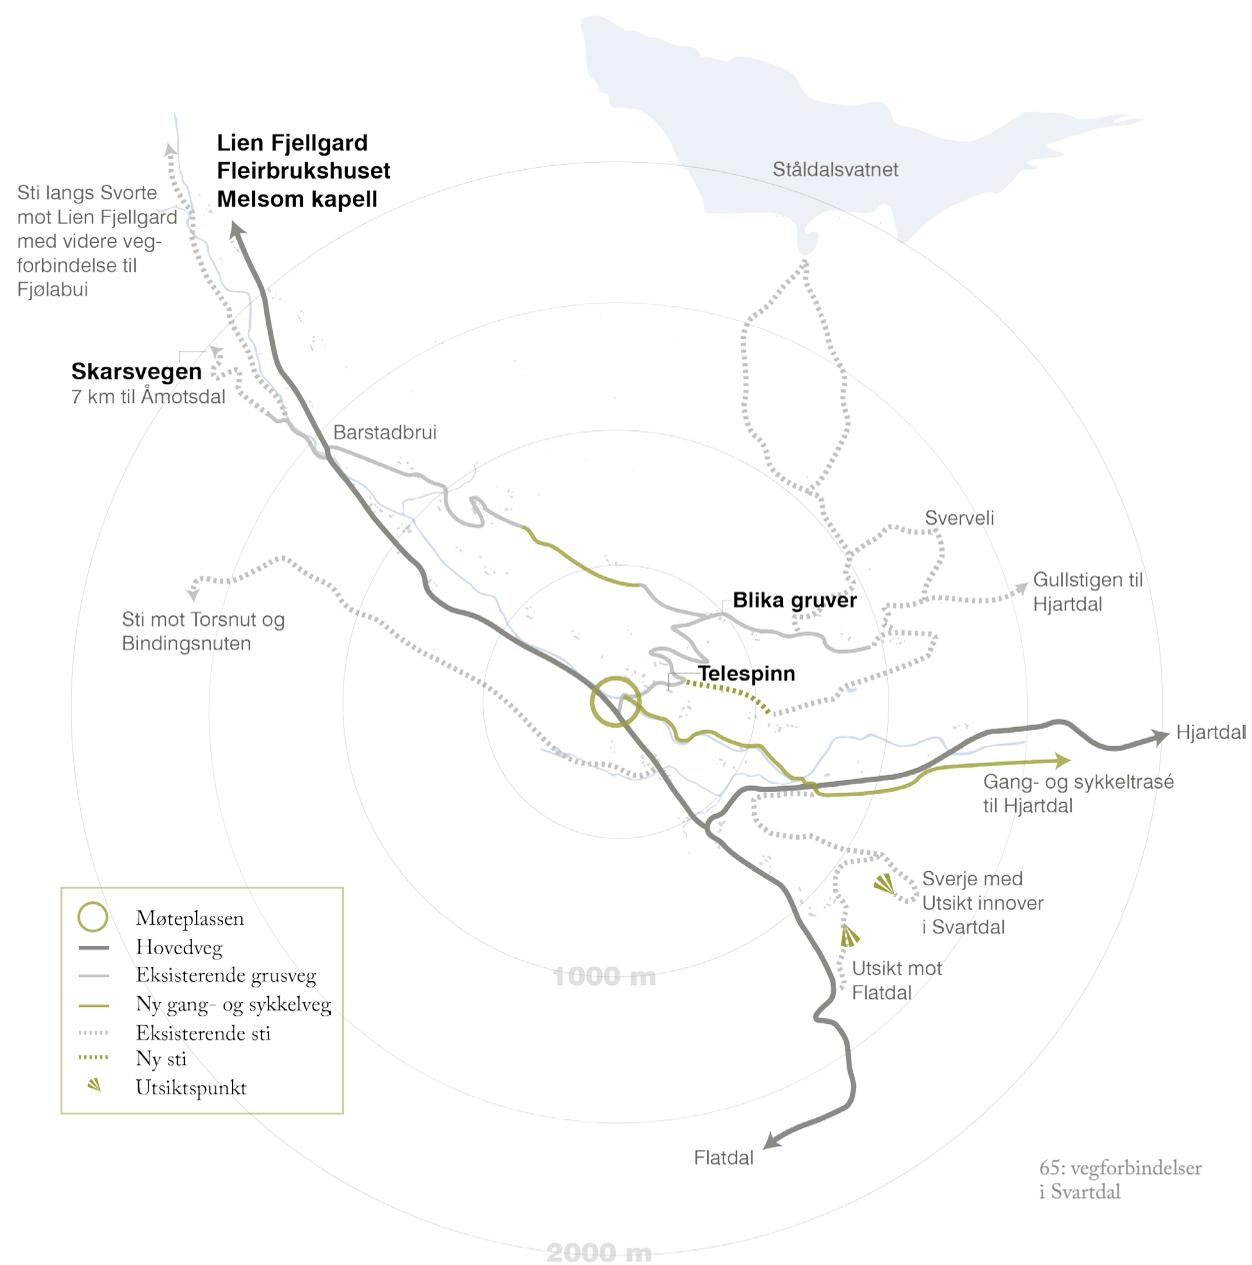 Lien Fjellgard
Fleirbrukshuset
Melsom kapell
Ståldalsvatnet
Sti langs Svorte
mot Lien Fjellgard
med videre veg-
forbindelse til
Fjølabui
Skarsvegen
7 km til Åmotsdal
Barstadbrui
Sverveli
Gullstigen til
Hjartdal
Blika gruver
Sti mot Torsnut og
Bindingsnuten
Telespinn
Hjartdal
Gang- og sykkeltrasé
til Hjartdal
Sverje med
Utsikt innover
i Svartdal
Utsikt mot
Flatdal
Møteplassen
Hovedveg
Eksisterende grusveg
Ny gang- og sykkelveg
Eksisterende sti
Ny sti
Utsiktspunkt
1000 m
Flatdal
65: vegforbindelser
i Svartdal
2000 m